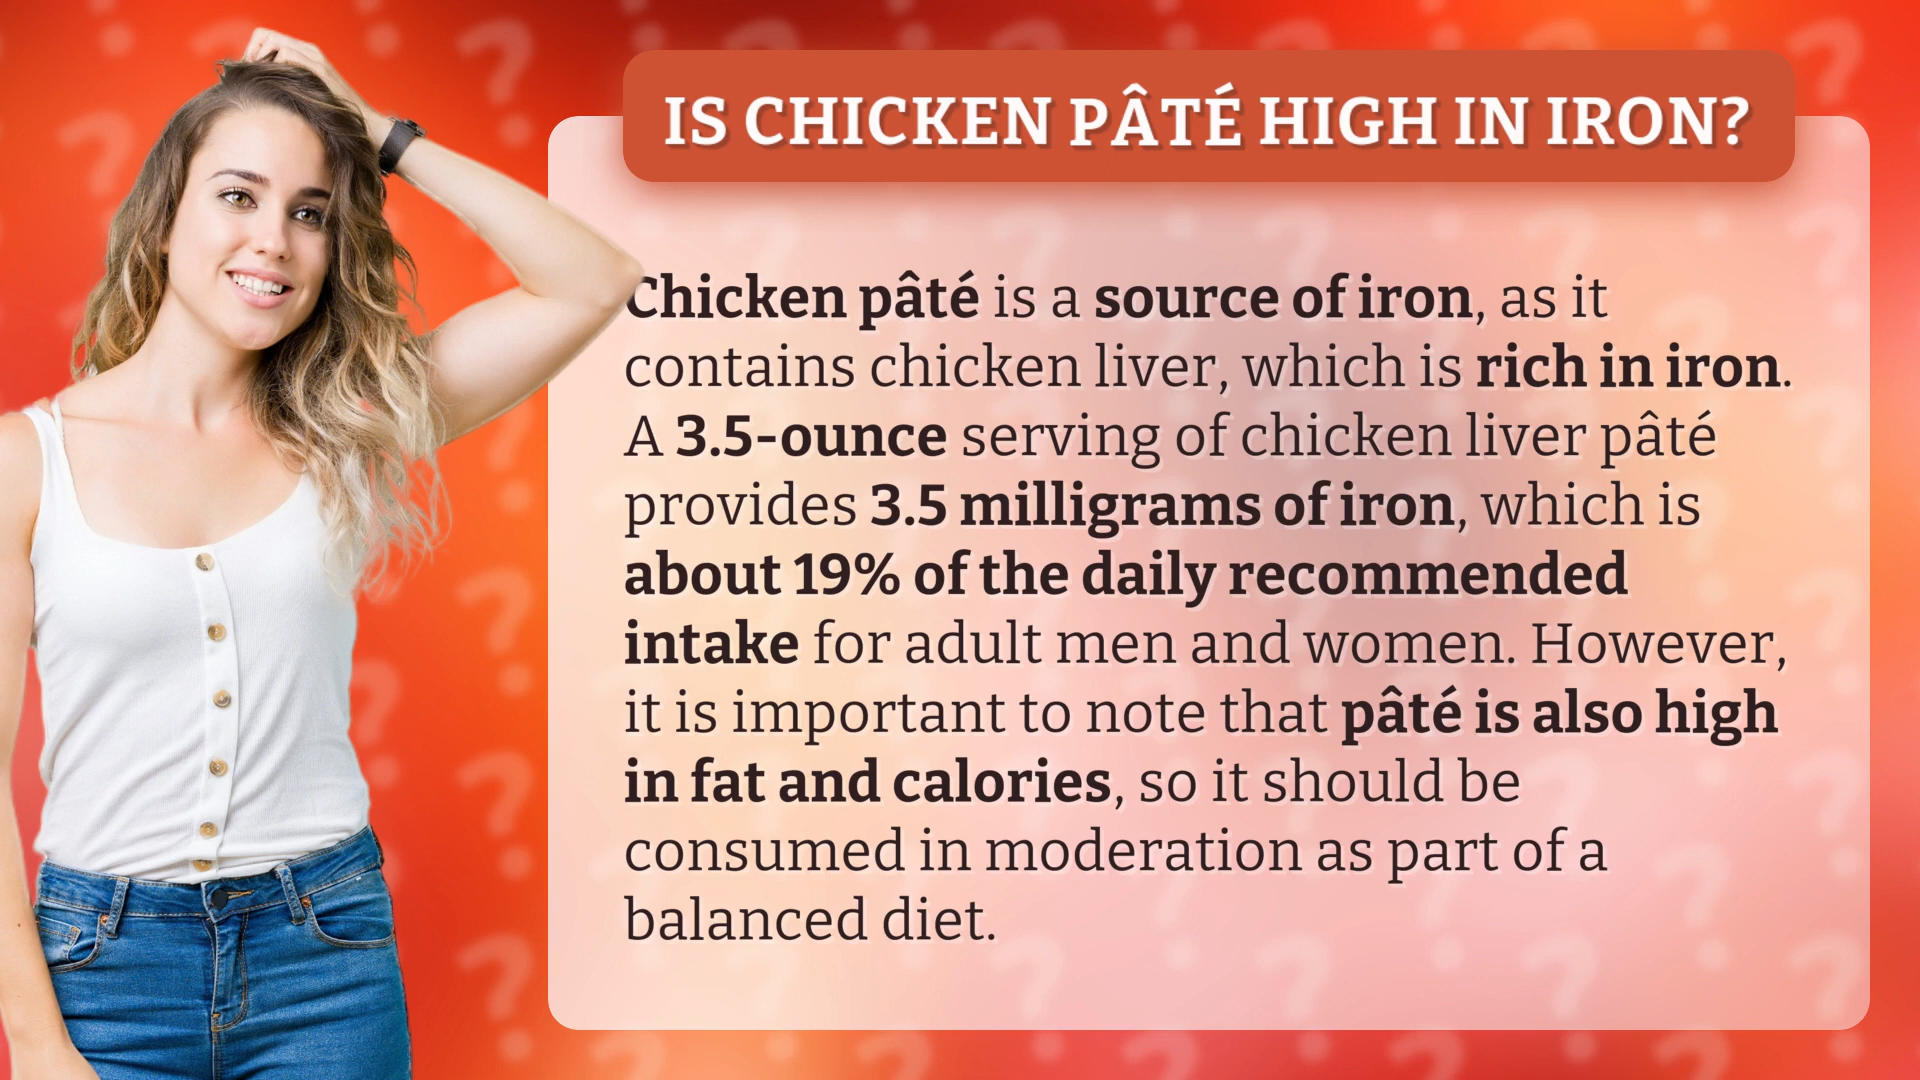 IS CHICKEN PÂTÉ HIGH IN IRON?
Chicken pâté is a source of iron, as it
contains chicken liver, which is rich in iron.
A 3.5-ounce serving of chicken liver pâté
provides 3.5 milligrams of iron, which is
about 19% of the daily recommended
intake for adult men and women. However,
it is important to note that pâté is also high
in fat and calories, so it should be
consumed in moderation as part of a
balanced diet.